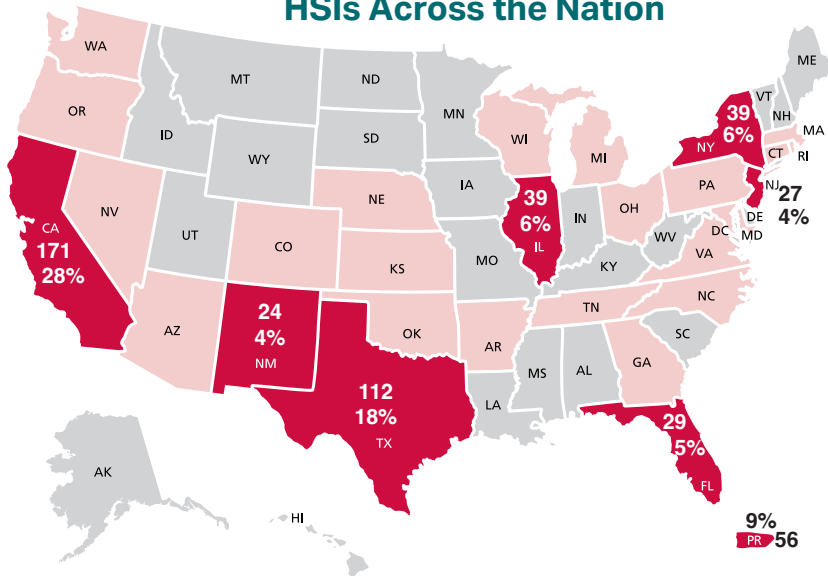 HSIs Across the Nation
WA
OR
CA
171
28%
NV
ID
MT
WY
UT
AZ
CO
24
4%
NM
ND
SD
NE
KS
OK
112
18%
TX
MN
IA
MO
AR
LA
WI
39
6%
IL
MI
IN
OH
KY
TN
MS
AL
GA
29
5%
FL
SC
NC
VA
WV
DC
MD
DE
PA
NJ
27
4%
39
6%
NY
CT
RI
MA
VT
NH
ME
AK
HI
9%
PR
56